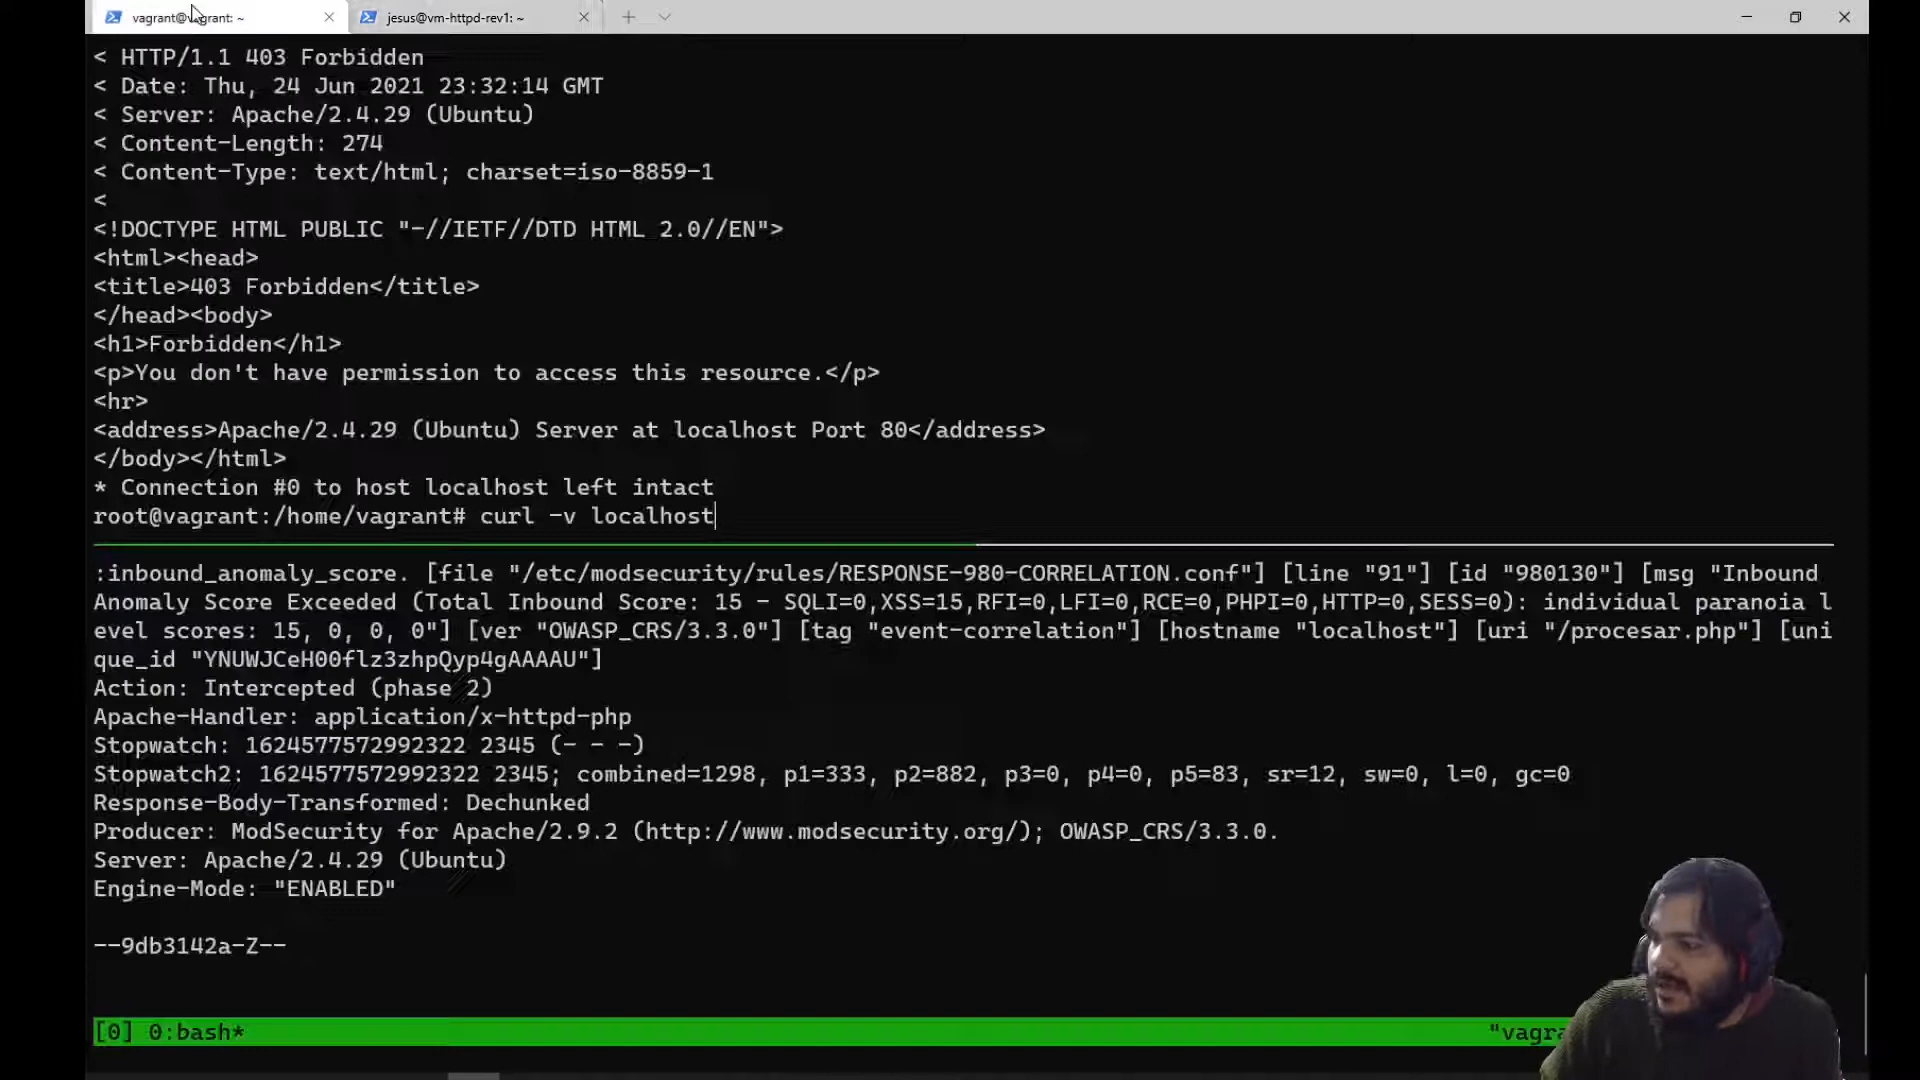 vagrant@vagrant: ~
jesus@vm-httpd-rev1: ~
< HTTP/1.1 403 Forbidden
< Date: Thu, 24 Jun 2021 23:32:14 GMT
< Server: Apache/2.4.29 (Ubuntu)
< Content-Length: 274
< Content-Type: text/html; charset=iso-8859-1
<
<!DOCTYPE HTML PUBLIC "-//IETF//DTD HTML 2.0//EN">
<html><head>
<title>403 Forbidden</title>
</head><body>
<h1>Forbidden</h1>
<p>You don't have permission to access this resource.</p>
<hr>
<address>Apache/2.4.29 (Ubuntu) Server at localhost Port 80</address>
</body></html>
* Connection #0 to host localhost left intact
root@vagrant:/home/vagrant# curl -v localhost
:inbound_anomaly_score. [file "/etc/modsecurity/rules/RESPONSE-980-CORRELATION.conf"] [line "91"] [id "980130"] [msg "Inbound
Anomaly Score Exceeded (Total Inbound Score: 15 - SQLI=0,XSS=15,RFI=0,LFI=0,RCE=0,PHPI=0,HTTP=0,SESS=0): individual paranoia l
evel scores: 15, 0, 0, 0"] [ver "OWASP_CRS/3.3.0"] [tag "event-correlation"] [hostname "localhost"] [uri "/procesar.php"] [uni
que_id "YNUWJCeH00flz3zhpQyp4gAAAAU"]
Action: Intercepted (phase 2)
Apache-Handler: application/x-httpd-php
Stopwatch: 1624577572992322 2345 (- - -)
Stopwatch2: 1624577572992322 2345; combined=1298, p1=333, p2=882, p3=0, p4=0, p5=83, sr=12, sw=0, l=0, gc=0
Response-Body-Transformed: Dechunked
Producer: ModSecurity for Apache/2.9.2 (http://www.modsecurity.org/); OWASP_CRS/3.3.0.
Server: Apache/2.4.29 (Ubuntu)
Engine-Mode: "ENABLED"
--9db3142a-Z--
[0] 0:bash*